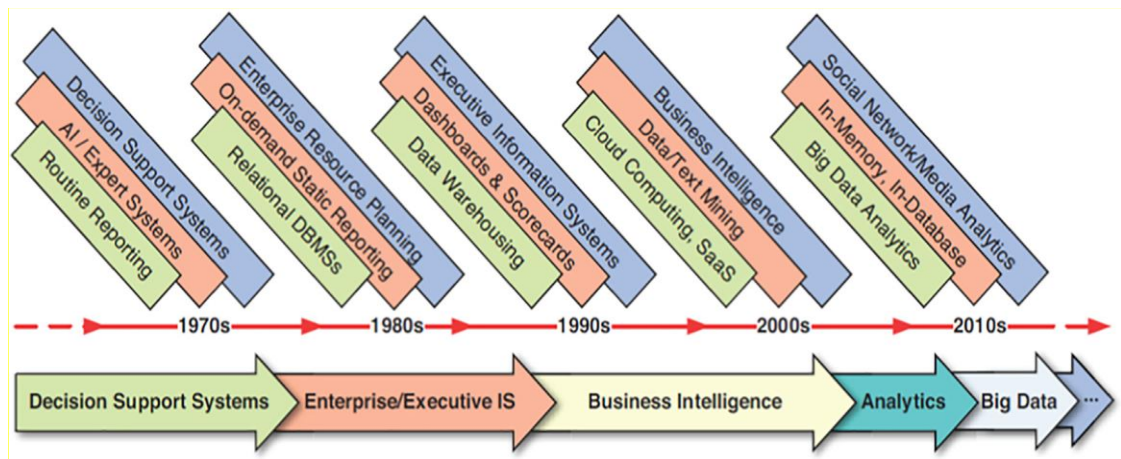 Decision Support Systems
AI / Expert Systems
Routine Reporting
Enterprise Resource Planning
On-demand Static Reporting
Relational DBMSs
Executive Information Systems
Dashboards & Scorecards
Data Warehousing
Business Intelligence
Data/Text Mining
Cloud Computing, SaaS
Social Network/Media Analytics
In-Memory, In-Database
Big Data Analytics
1970s
1980s
1990s
2000s
2010s
Decision Support Systems
Enterprise/Executive IS
Business Intelligence
Analytics
Big Data
...